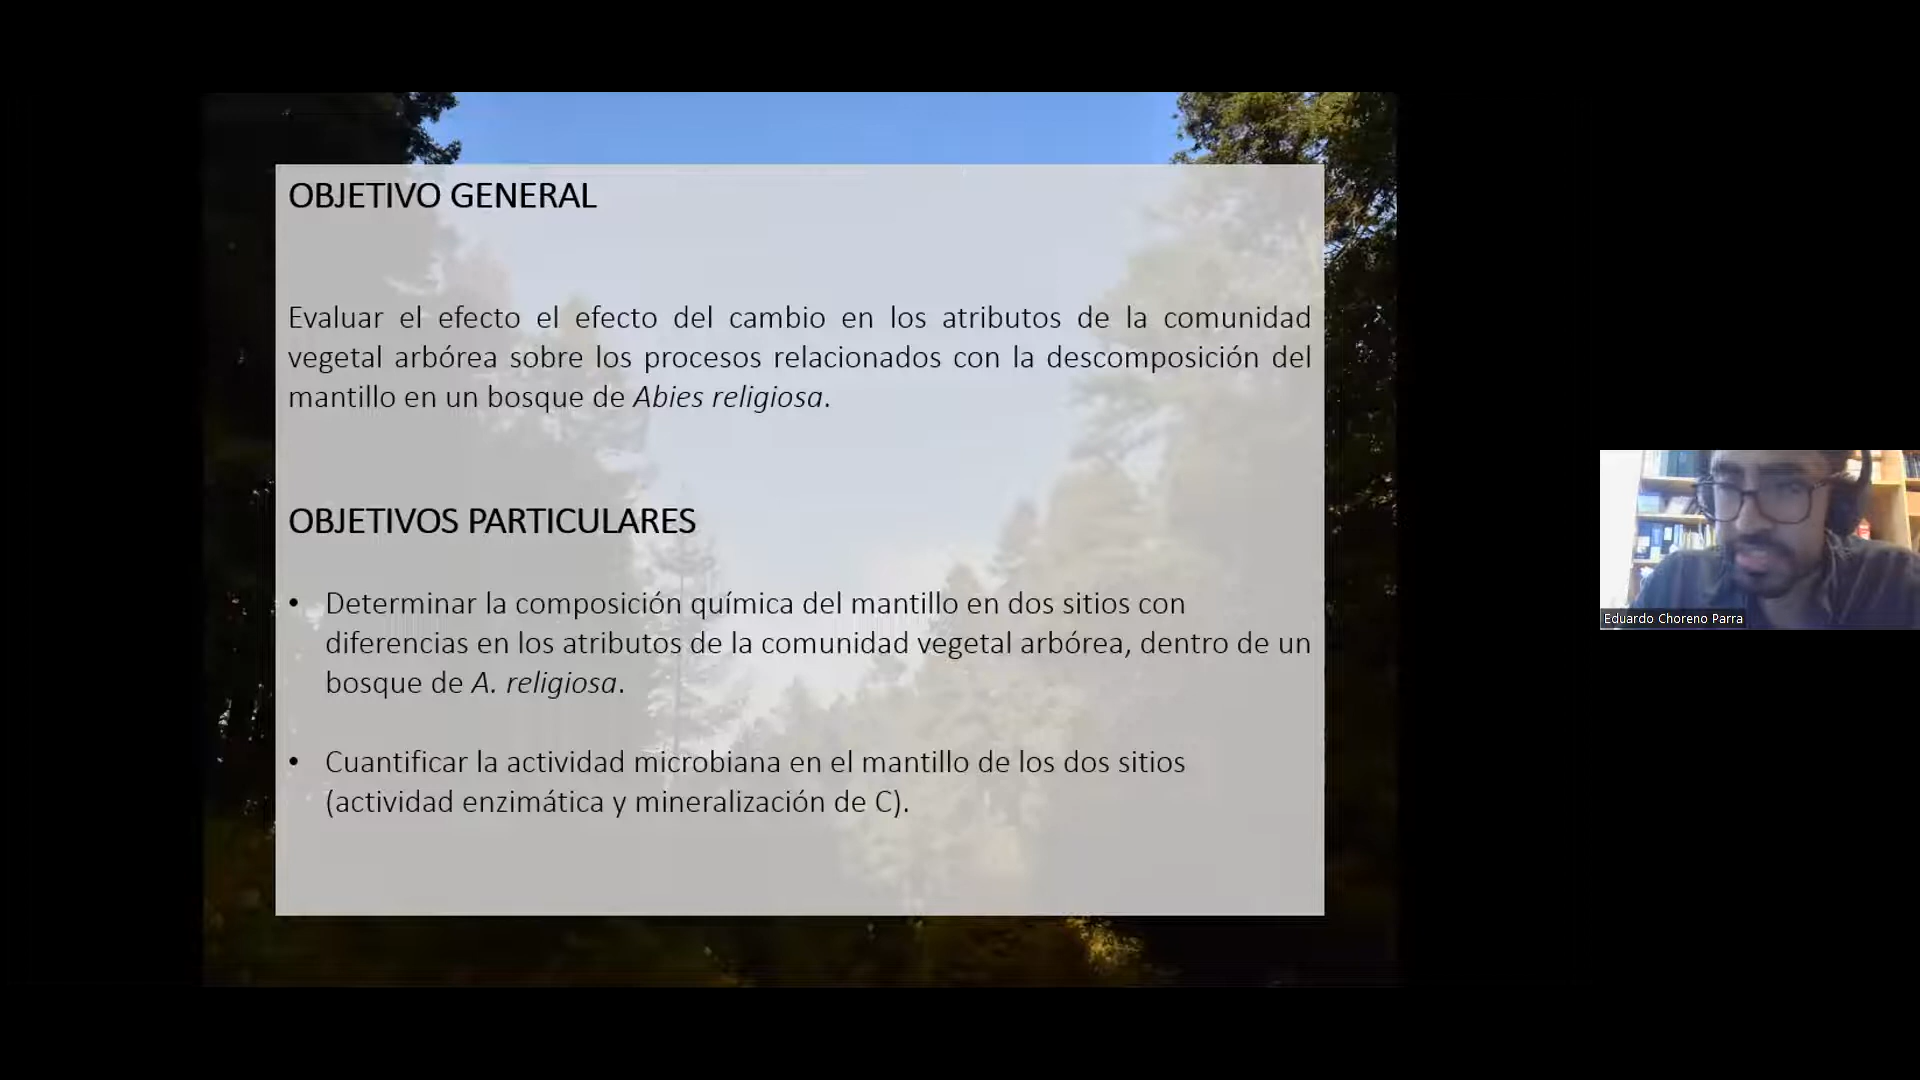 OBJETIVO GENERAL
Evaluar el efecto el efecto del cambio en los atributos de la comunidad
vegetal arbórea sobre los procesos relacionados con la descomposición del
mantillo en un bosque de Abies religiosa.
OBJETIVOS PARTICULARES
• Determinar la composición química del mantillo en dos sitios con
diferencias en los atributos de la comunidad vegetal arbórea, dentro de un
bosque de A. religiosa.
• Cuantificar la actividad microbiana en el mantillo de los dos sitios
(actividad enzimática y mineralización de C).
Eduardo Choreno Parra